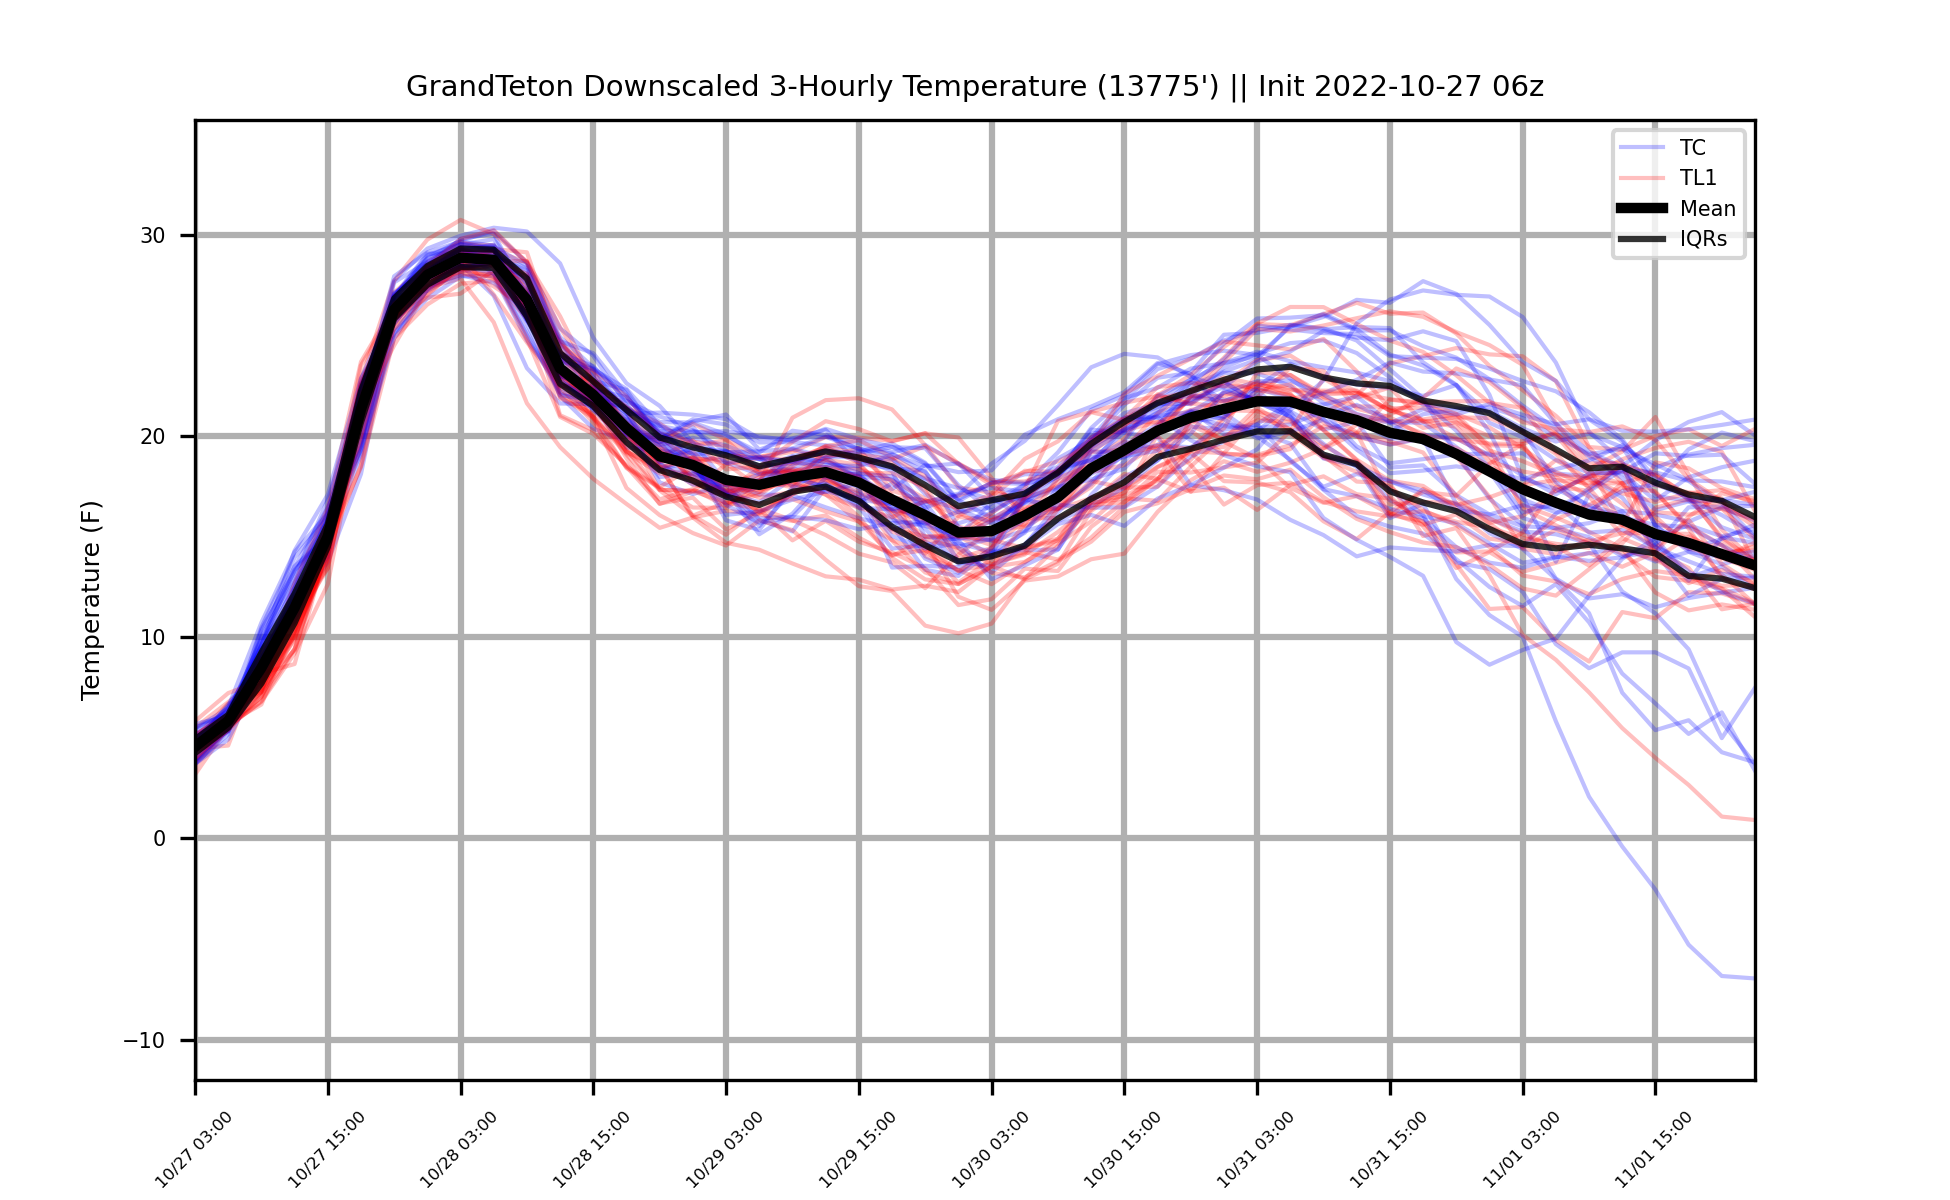 GrandTeton Downscaled 3-Hourly Temperature (13775') || Init 2022-10-27 06z
TC
TL1
Mean
IQRs
Temperature (F)
30
20
10
0
−10
10/27 03:00
10/27 15:00
10/28 03:00
10/28 15:00
10/29 03:00
10/29 15:00
10/30 03:00
10/30 15:00
10/31 03:00
10/31 15:00
11/01 03:00
11/01 15:00